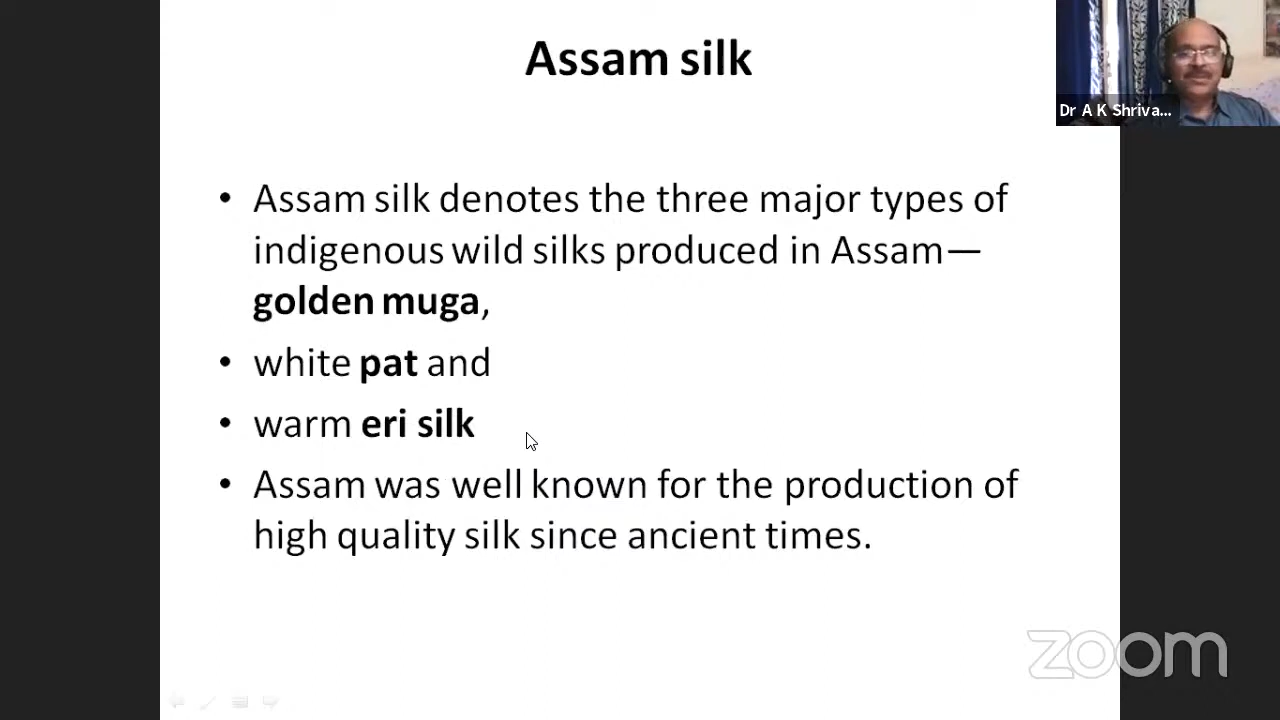 Assam silk
Dr A K Shriva...
• Assam silk denotes the three major types of
indigenous wild silks produced in Assam—
golden muga,
• white pat and
• warm eri silk
• Assam was well known for the production of
high quality silk since ancient times.
zoom